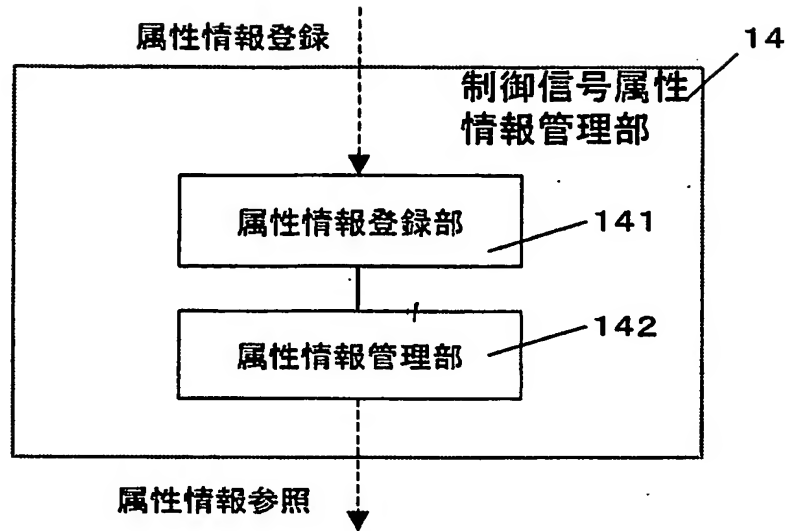 属性情報登録
14
制御信号属性
情報管理部
属性情報登録部
141
142
属性情報管理部
属性情報参照